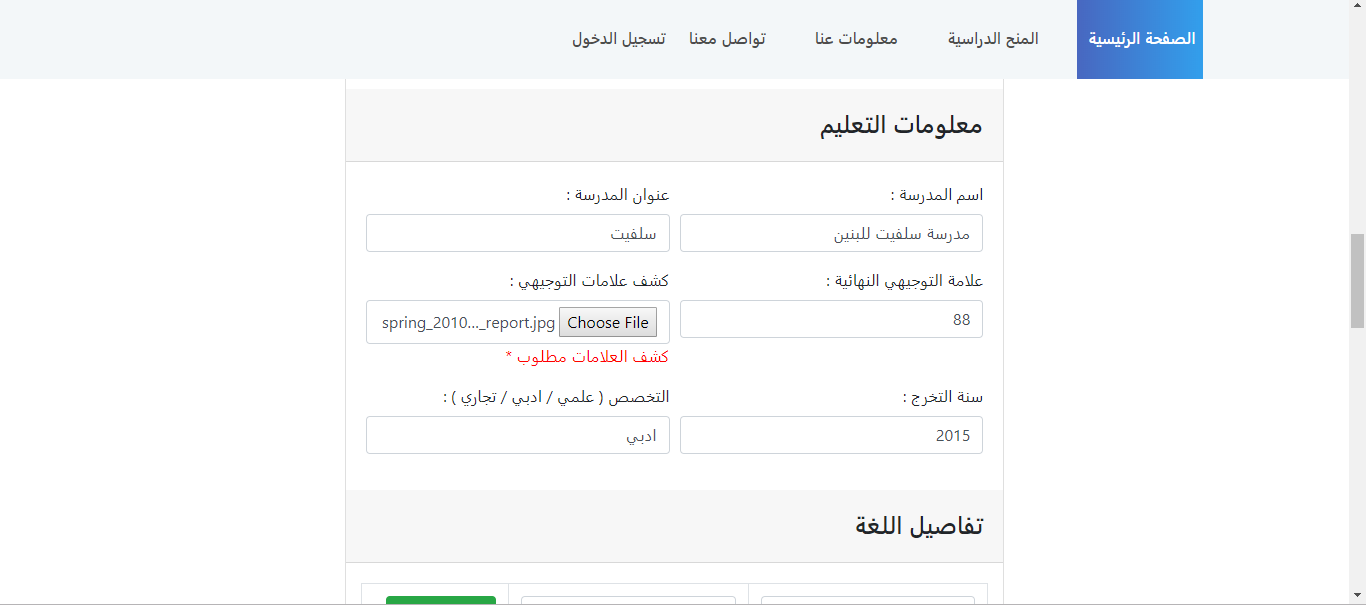 الصفحة الرئيسية المنح الدراسية معلومات عنا تواصل معنا تسجيل الدخول
معلومات التعليم
اسم المدرسة : عنوان المدرسة :
مدرسة سلفيت للبنين سلفيت
علامة التوجيهي النهائية : كشف علامات التوجيهي :
88 Choose File spring_2010..._report.jpg
كشف العلامات مطلوب *
سنة التخرج : التخصص ( علمي / ادبي / تجاري ) :
2015 ادبي
تفاصيل اللغة